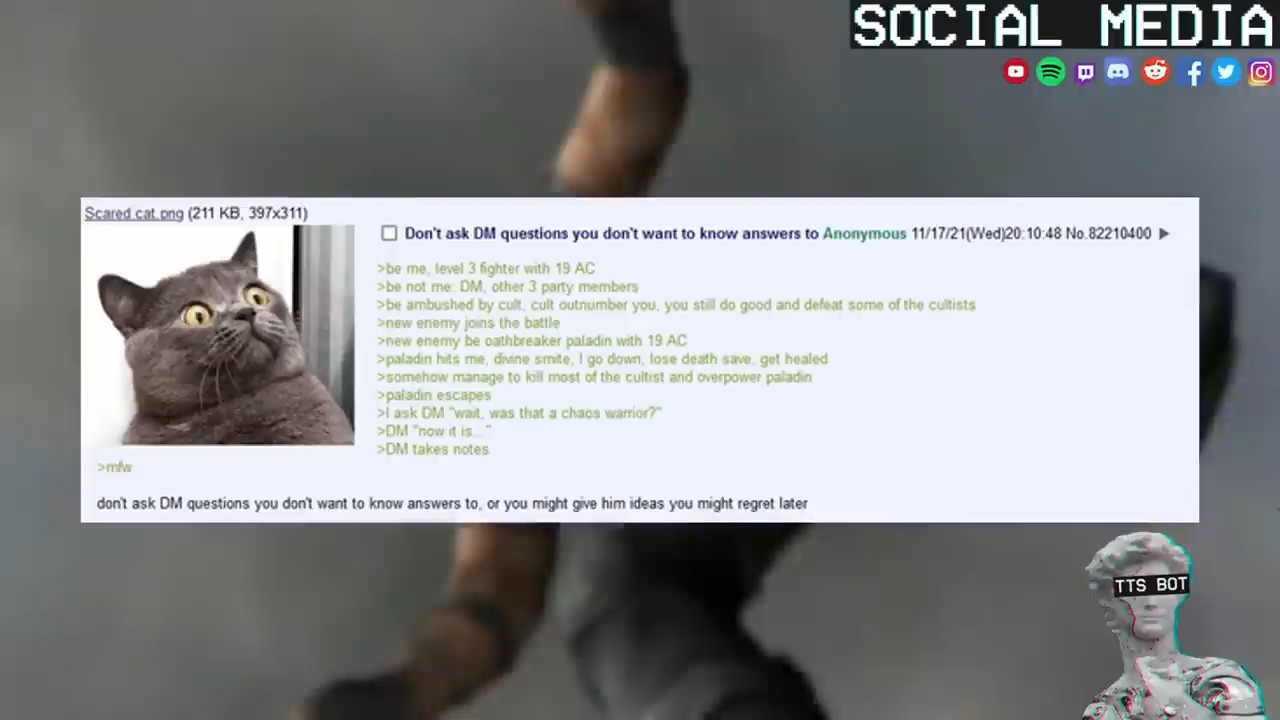 SOCIAL MEDIA
Scared cat.png (211 KB, 397x311)
Don't ask DM questions you don't want to know answers to Anonymous 11/17/21(Wed)20:10:48 No.82210400
>be me, level 3 fighter with 19 AC
>be not me: DM, other 3 party members
>be ambushed by cult, cult outnumber you, you still do good and defeat some of the cultists
>new enemy joins the battle
>new enemy be oathbreaker paladin with 19 AC
>paladin hits me, divine smite, I go down, lose death save, get healed
>somehow manage to kill most of the cultist and overpower paladin
>paladin escapes
>I ask DM "wait, was that a chaos warrior?"
>DM "now it is..."
>DM takes notes
>mfw
don't ask DM questions you don't want to know answers to, or you might give him ideas you might regret later
TTS BOT